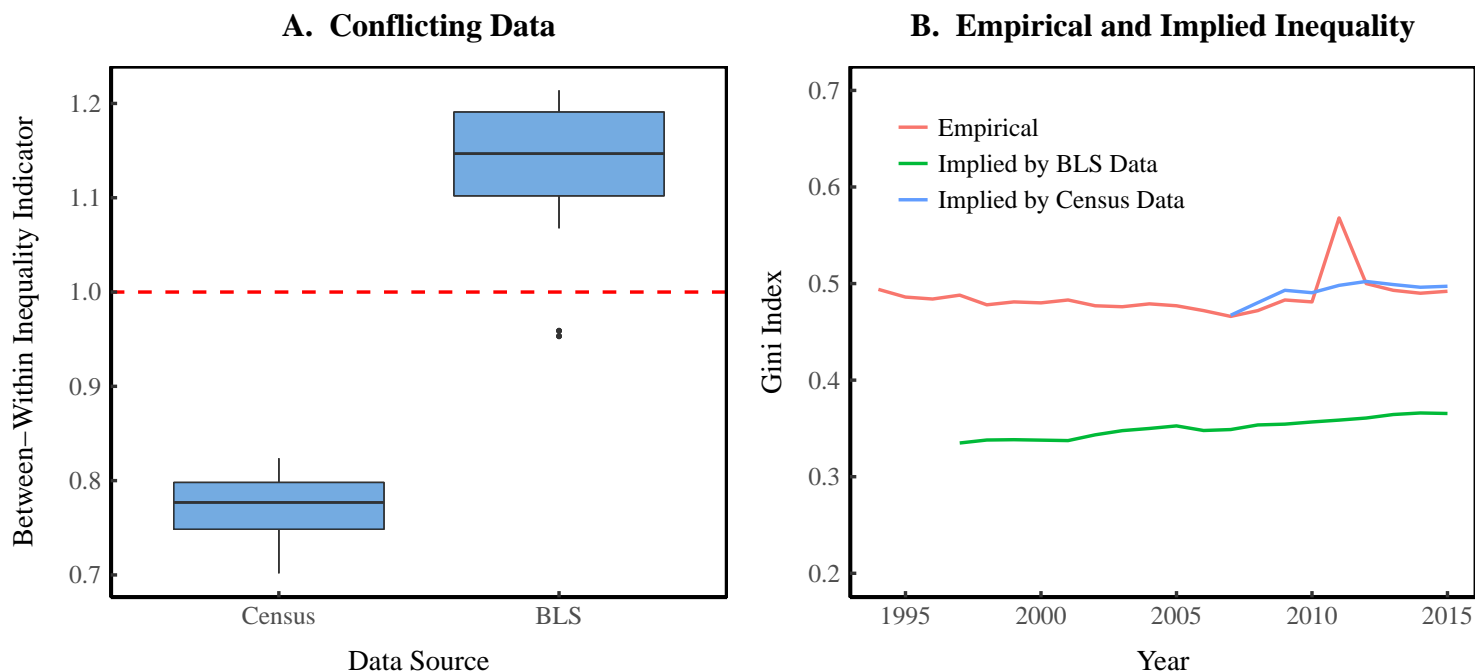 A. Conflicting Data
Between−Within Inequality Indicator
1.2
1.1
1.0
0.9
0.8
0.7
Census
BLS
Data Source
B. Empirical and Implied Inequality
Gini Index
0.7
0.6
0.5
0.4
0.3
0.2
Empirical
Implied by BLS Data
Implied by Census Data
1995
2000
2005
2010
2015
Year